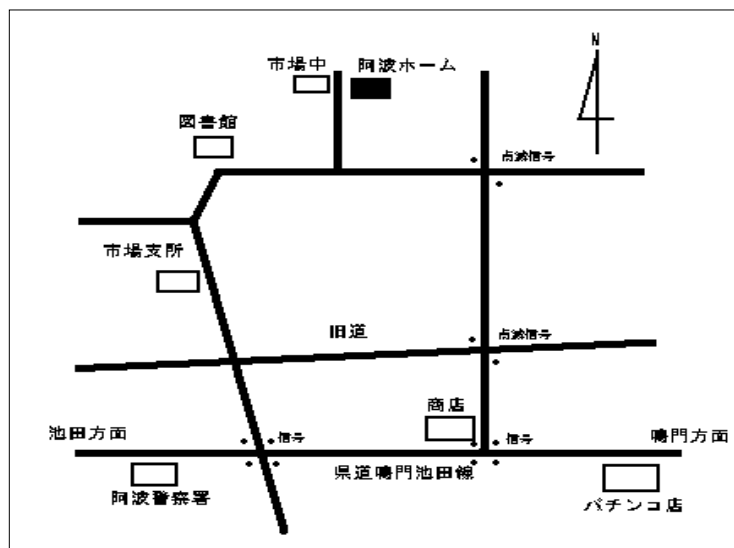 N
市場中
阿波ホーム
図書館
点滅信号
市場支所
旧道
点滅信号
商店
池田方面
信号
信号
鳴門方面
阿波警察署
県道鳴門池田線
パチンコ店